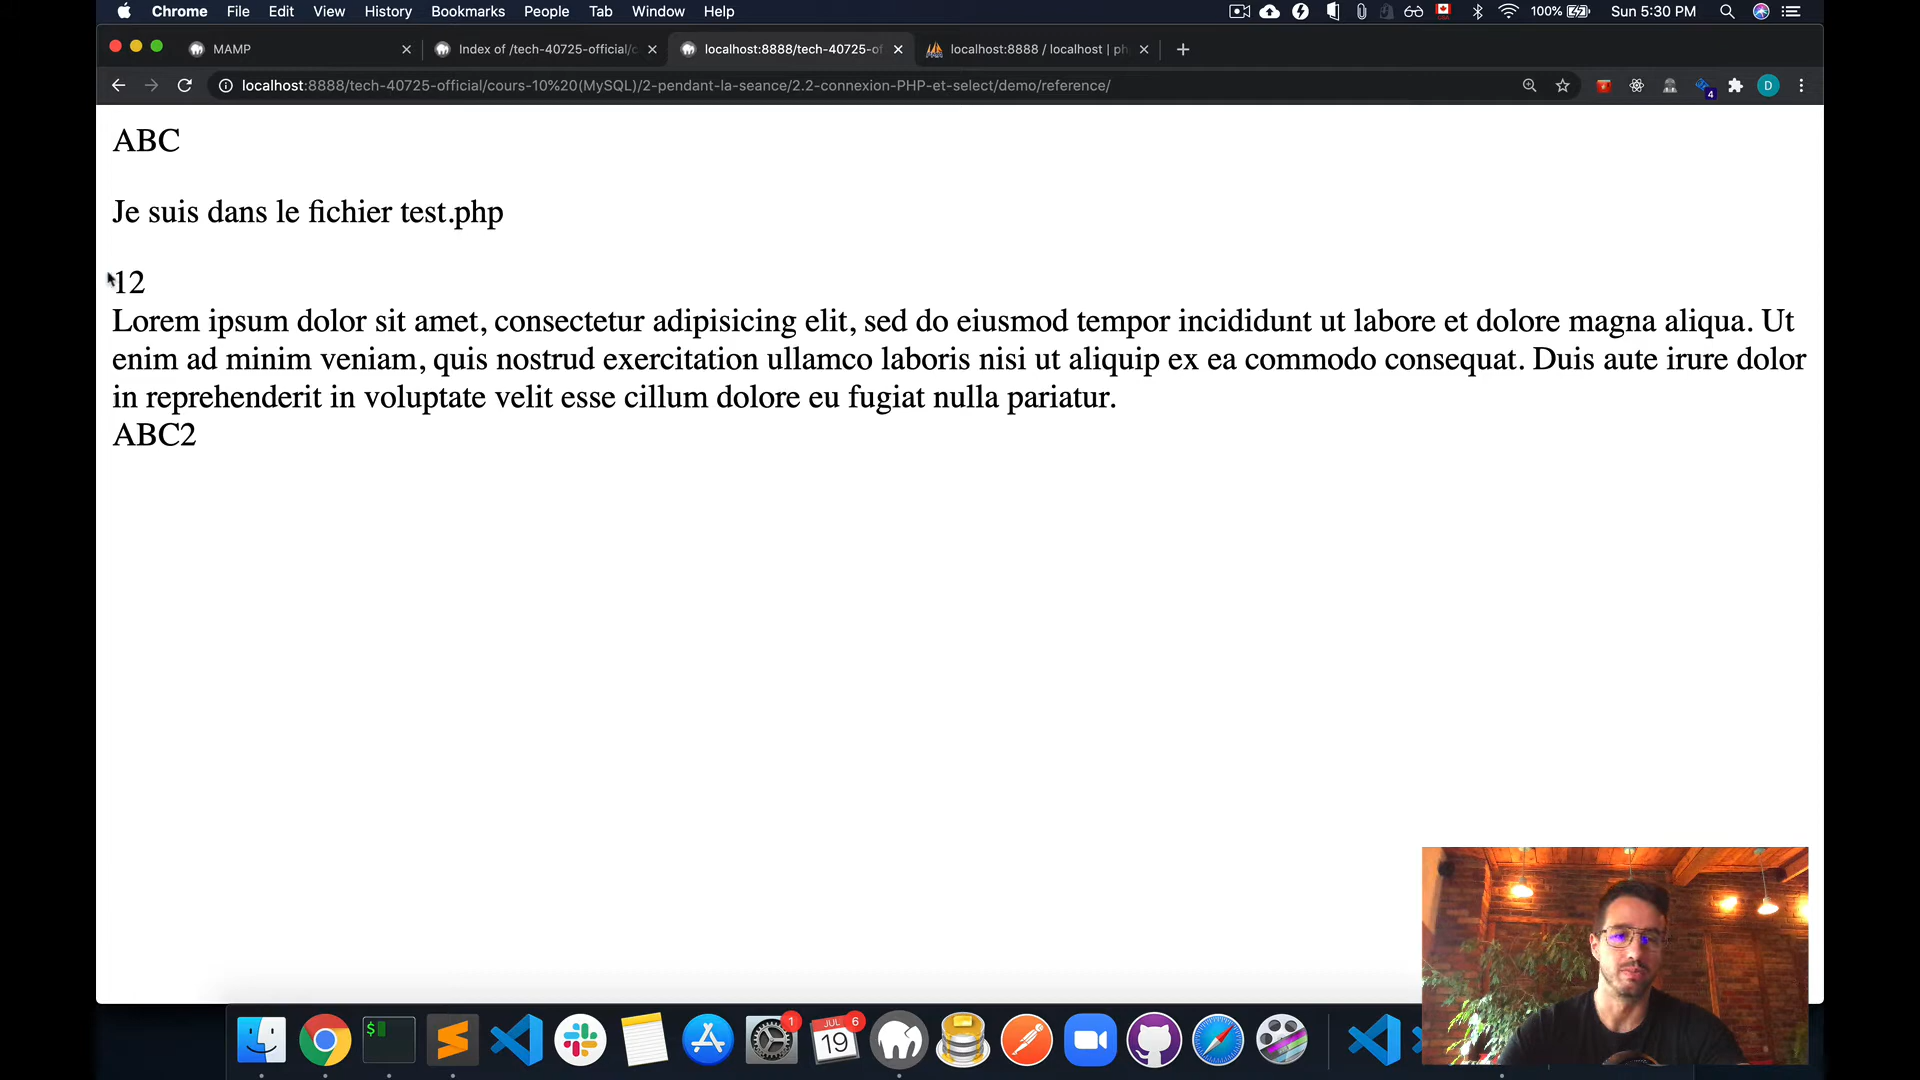 Chrome File Edit View History Bookmarks People Tab Window Help 100% Sun 5:30 PM
MAMP Index of /tech-40725-official/c localhost:8888/tech-40725-of localhost:8888 / localhost | ph
localhost:8888/tech-40725-official/cours-10%20(MySQL)/2-pendant-la-seance/2.2-connexion-PHP-et-select/demo/reference/ 4 D
ABC
Je suis dans le fichier test.php
12
Lorem ipsum dolor sit amet, consectetur adipisicing elit, sed do eiusmod tempor incididunt ut labore et dolore magna aliqua. Ut
enim ad minim veniam, quis nostrud exercitation ullamco laboris nisi ut aliquip ex ea commodo consequat. Duis aute irure dolor
in reprehenderit in voluptate velit esse cillum dolore eu fugiat nulla pariatur.
ABC2
$ 1 JUL 6
19